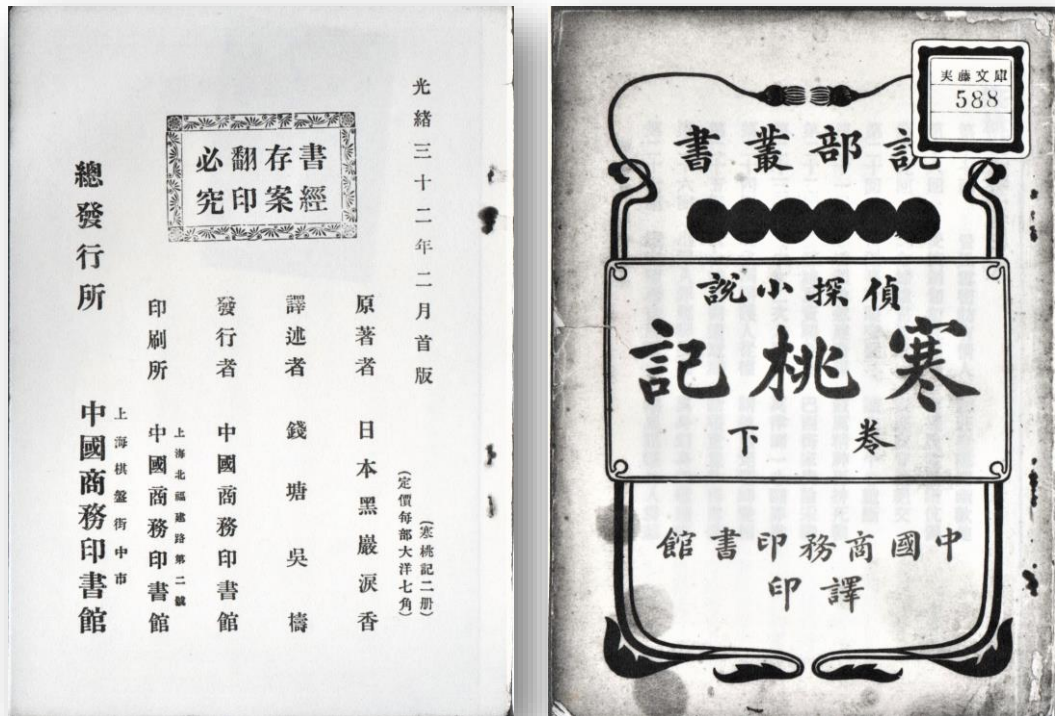 光緒三十二年二月首版
書經
存案
翻印
必究
(寒桃記二册)
(定價每部大洋七角)
原著者 日本黑巖淚香
譯述者 錢塘吳檮
發行者 中國商務印書館
上海北福建路第二號
印刷所 中國商務印書館
上海棋盤街中市
總發行所 中國商務印書館
実藤文庫
588
說部叢書
偵探小說
寒桃記
卷下
中國商務印書館
譯印